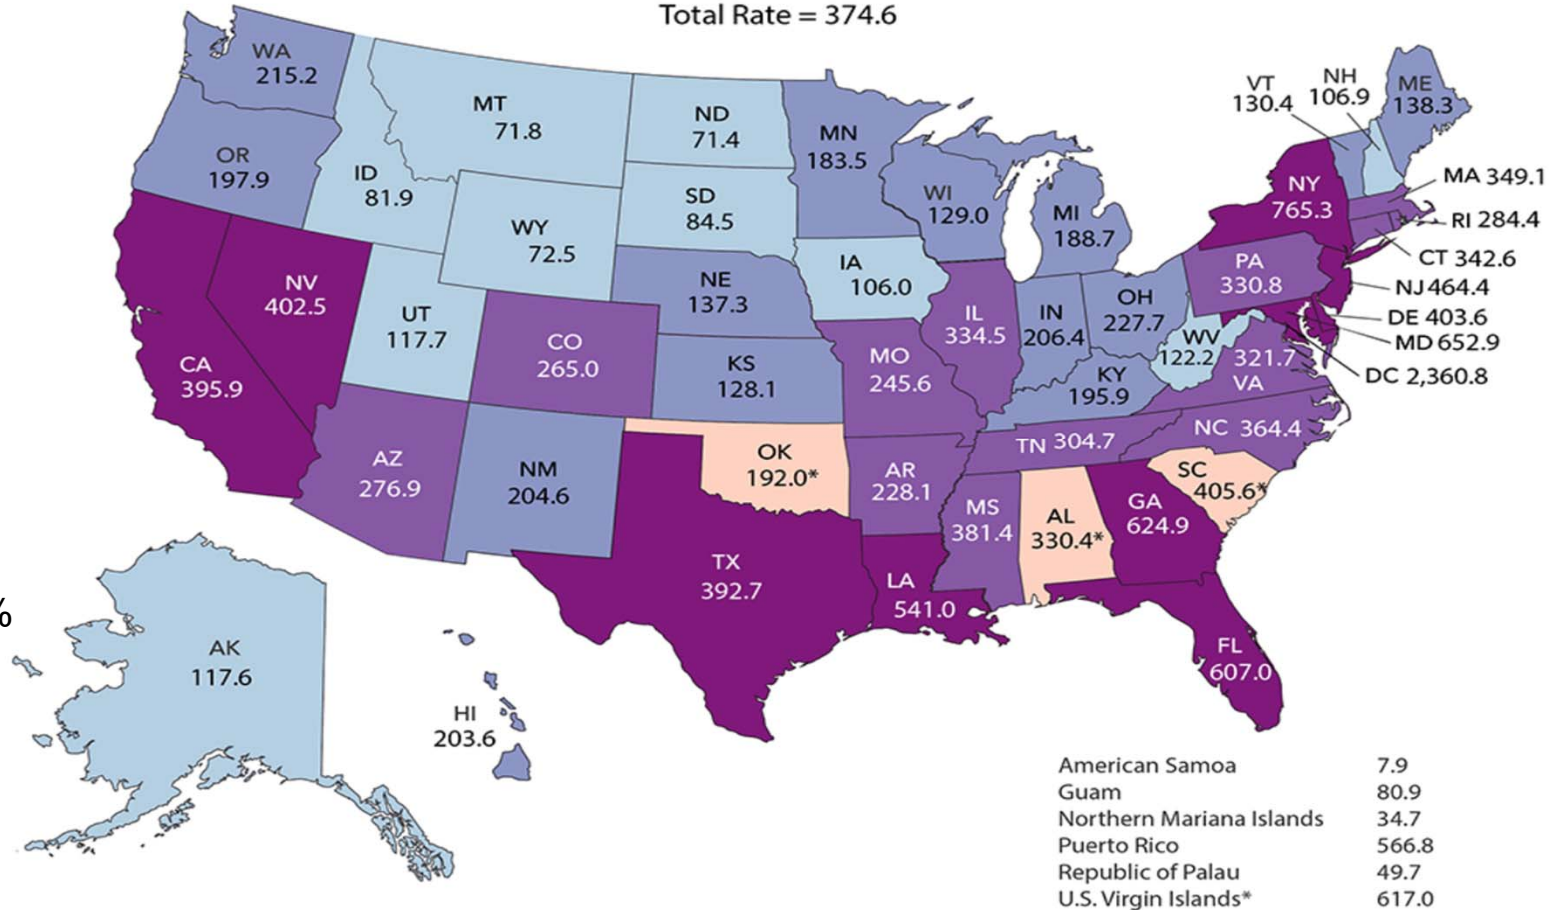 Total Rate = 374.6
WA
215.2
MT
71.8
ND
71.4
MN
183.5
VT
130.4
NH
106.9
ME
138.3
OR
197.9
ID
81.9
WY
72.5
SD
84.5
WI
129.0
MI
188.7
NY
765.3
MA 349.1
RI 284.4
CT 342.6
NJ 464.4
DE 403.6
MD 652.9
DC 2,360.8
NV
402.5
UT
117.7
CO
265.0
NE
137.3
IA
106.0
IL
334.5
IN
206.4
OH
227.7
PA
330.8
WV
122.2
321.7
VA
CA
395.9
KS
128.1
MO
245.6
KY
195.9
AZ
276.9
NM
204.6
OK
192.0*
AR
228.1
TN 304.7
NC 364.4
SC
405.6*
MS
381.4
AL
330.4*
GA
624.9
TX
392.7
LA
541.0
FL
607.0
%
AK
117.6
HI
203.6
American Samoa 7.9
Guam 80.9
Northern Mariana Islands 34.7
Puerto Rico 566.8
Republic of Palau 49.7
U.S. Virgin Islands* 617.0